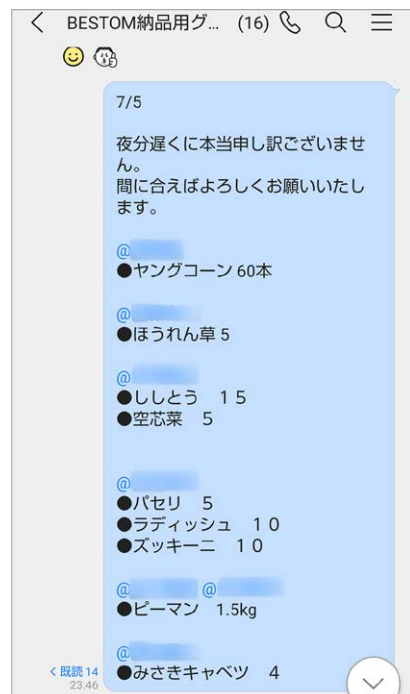 BESTOM納品用グ... (16)
7/5
夜分遅くに本当申し訳ございませ
ん。
間に合えばよろしくお願いいたし
ます。
@
●ヤングコーン 60本
@
●ほうれん草 5
@
●ししとう　１５
●空芯菜　５
@
●パセリ　５
●ラディッシュ　１０
●ズッキーニ　１０
@ @
●ピーマン　1.5kg
@
●みさきキャベツ　４
既読 14
23:46